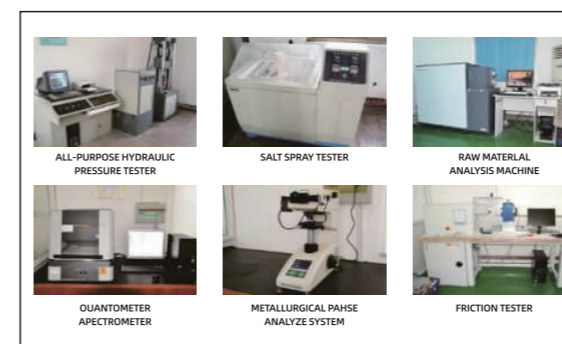 ALL-PURPOSE HYDRAULIC
PRESSURE TESTER
SALT SPRAY TESTER
RAW MATERLAL
ANALYSIS MACHINE
OUANTOMETER
APECTROMETER
METALLURGICAL PAHSE
ANALYZE SYSTEM
FRICTION TESTER